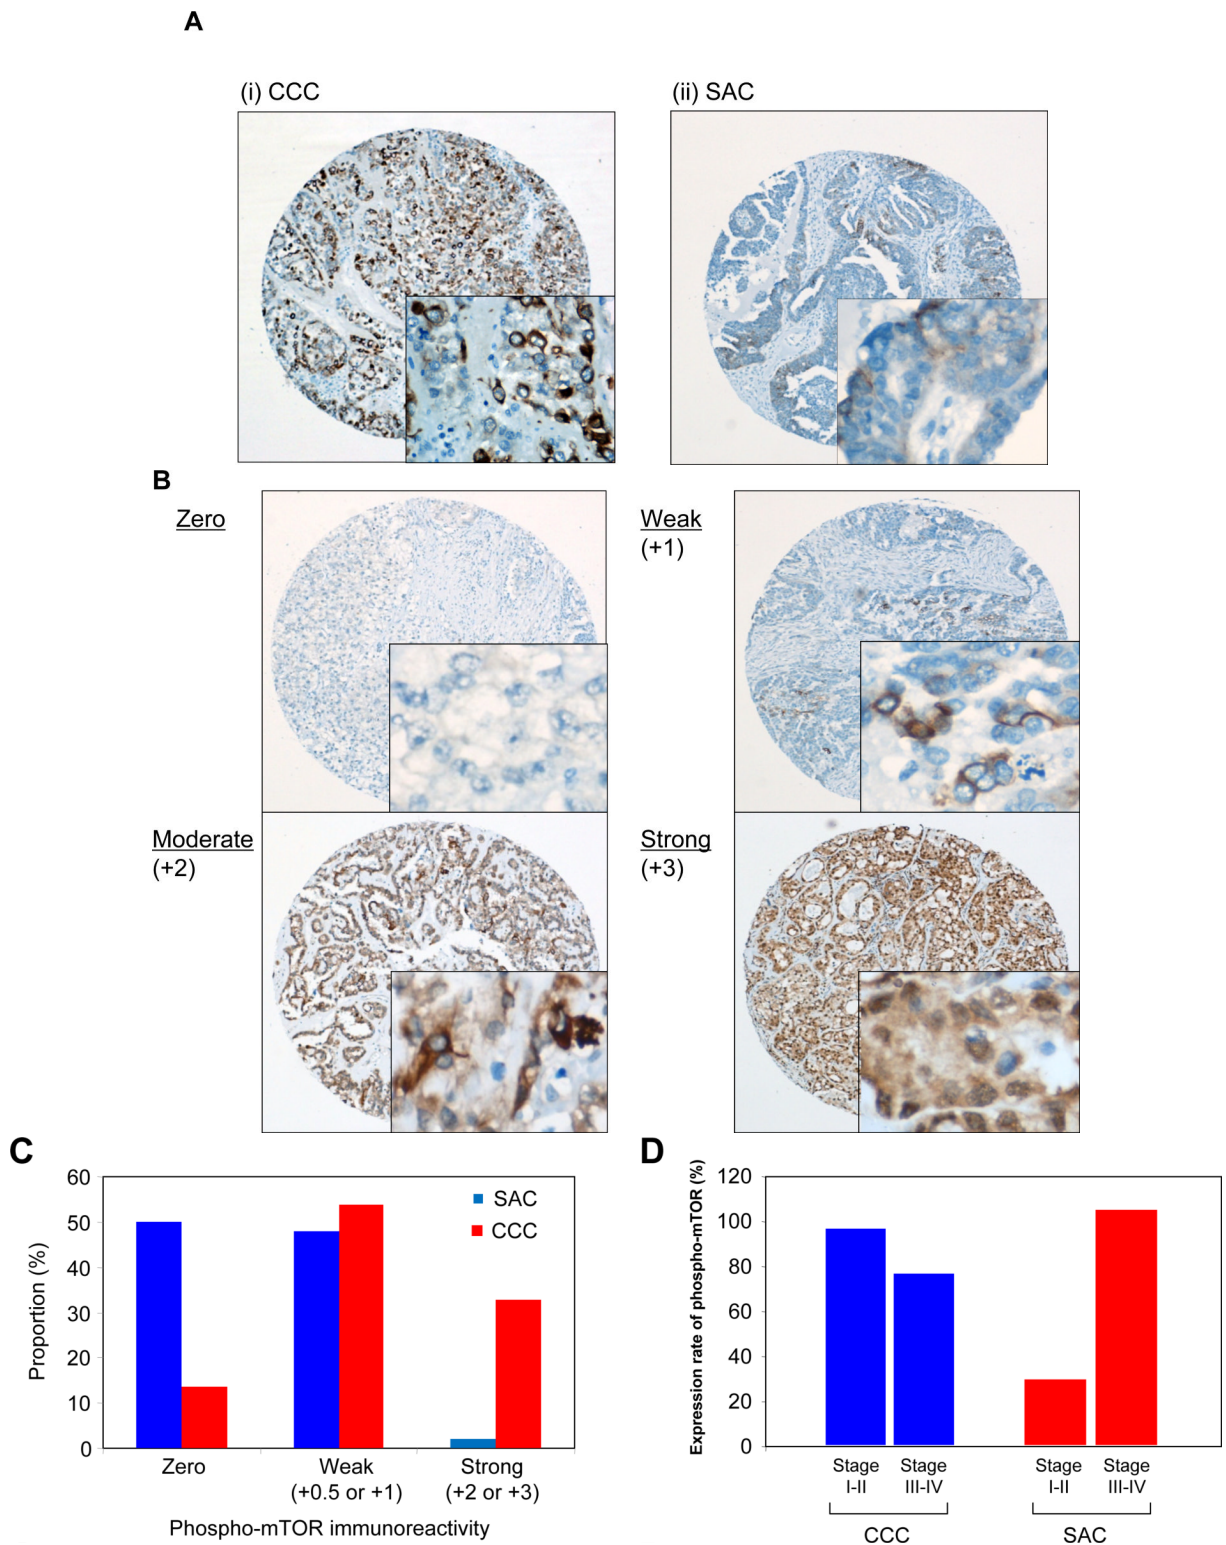 A
(i) CCC
(ii) SAC
B
Zero
Weak
(+1)
Moderate
(+2)
Strong
(+3)
C
60
50
40
30
20
10
0
Proportion (%)
SAC
CCC
Zero
Weak
(+0.5 or +1)
Strong
(+2 or +3)
Phospho-mTOR immunoreactivity
D
Expression rate of phospho-mTOR (%)
120
100
80
60
40
20
0
Stage
I-II
Stage
III-IV
Stage
I-II
Stage
III-IV
CCC
SAC